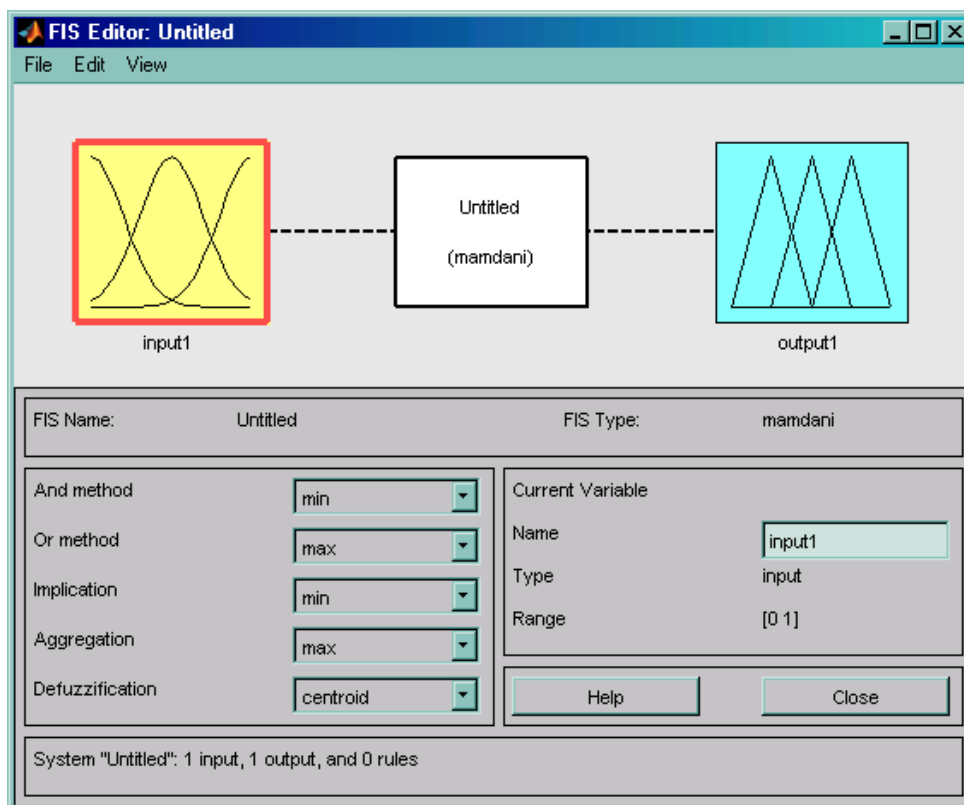 FIS Editor: Untitled
File Edit View
Untitled
(mamdani)
input1
output1
FIS Name: Untitled
FIS Type: mamdani
And method min
Or method max
Implication min
Aggregation max
Defuzzification centroid
Current Variable
Name input1
Type input
Range [0 1]
Help Close
System "Untitled": 1 input, 1 output, and 0 rules